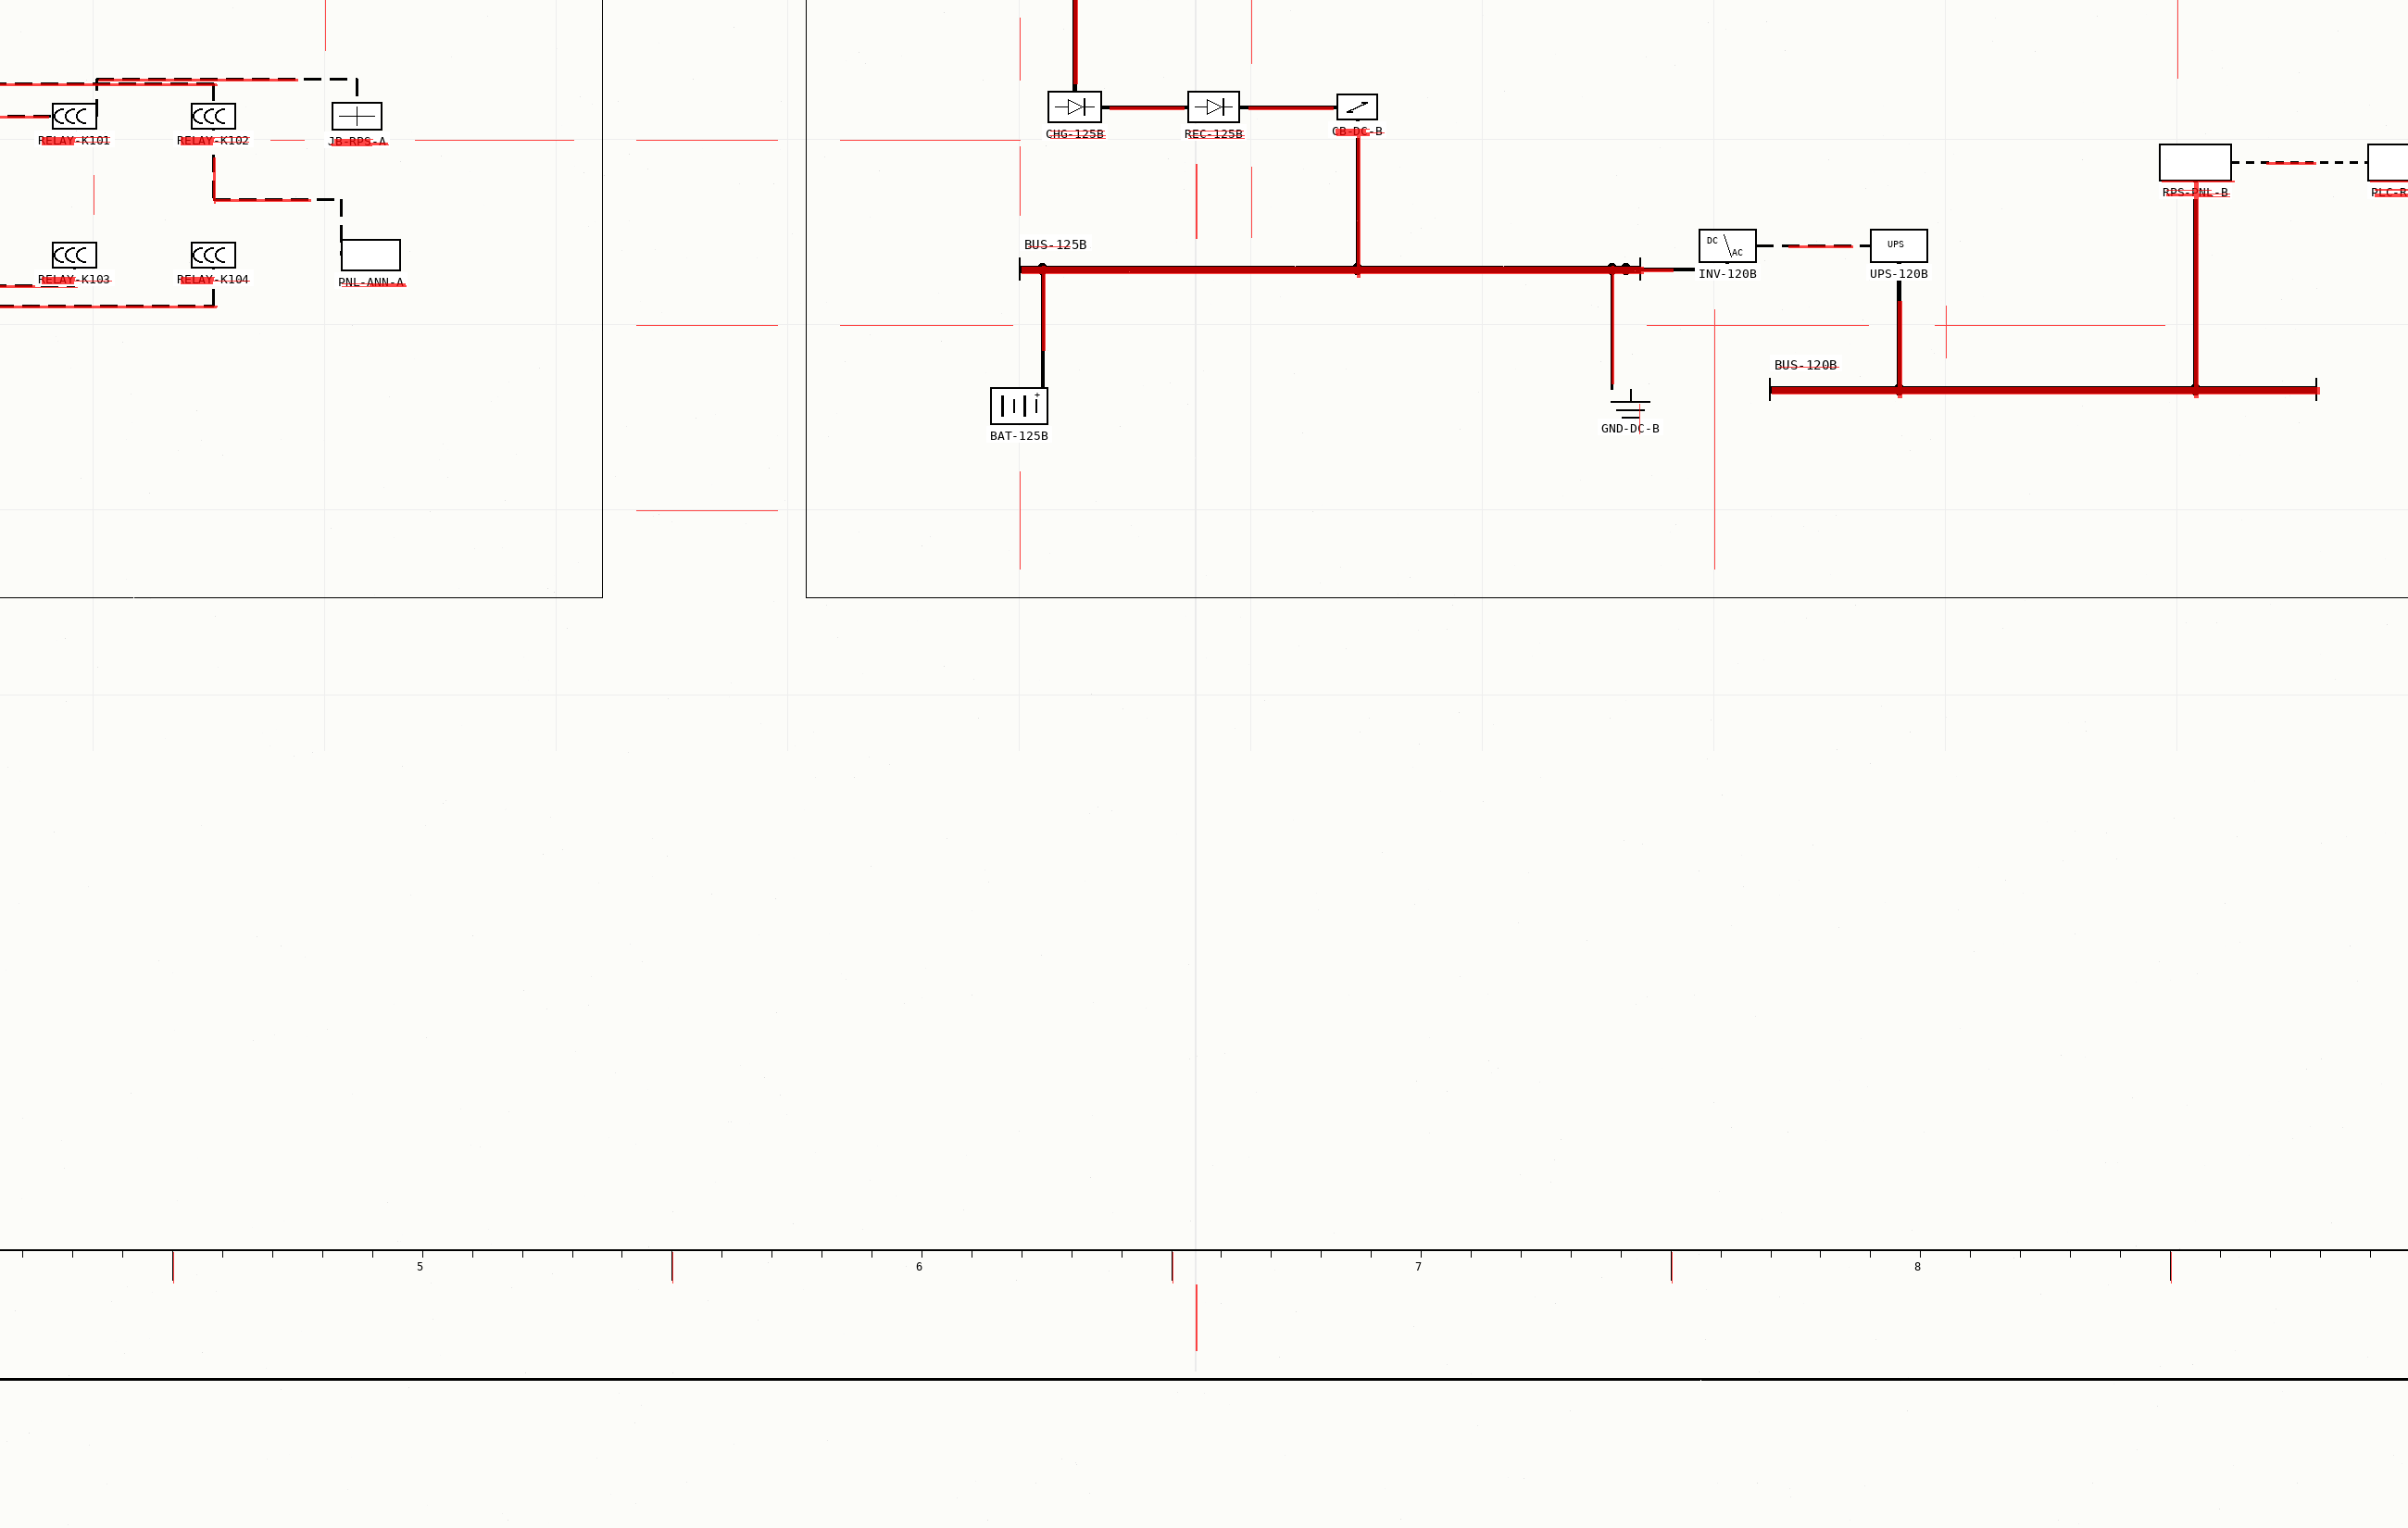 CHG-125B
REC-125B
CB-DC-B
RELAY-K101
RELAY-K102
JB-RPS-A
RPS-PNL-B
BUS-125B
DC
AC
UPS
RELAY-K103
RELAY-K104
PNL-ANN-A
INV-120B
UPS-120B
BUS-120B
+
BAT-125B
GND-DC-B
5
6
7
8